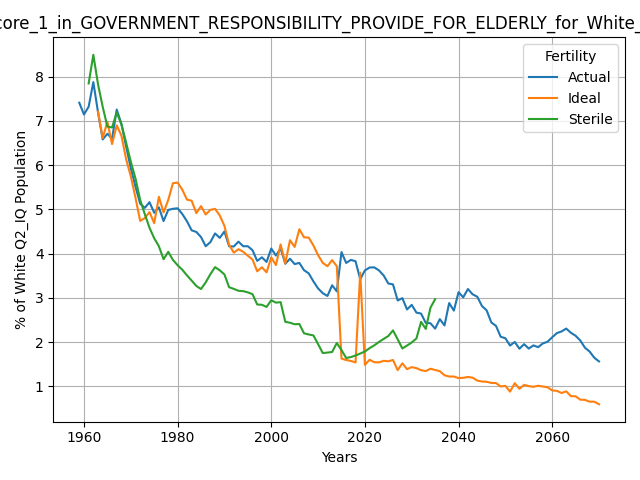 core_1_in_GOVERNMENT_RESPONSIBILITY_PROVIDE_FOR_ELDERLY_for_White_
Fertility
Actual
Ideal
Sterile
% of White Q2_IQ Population
8
7
6
5
4
3
2
1
1960 1980 2000 2020 2040 2060
Years